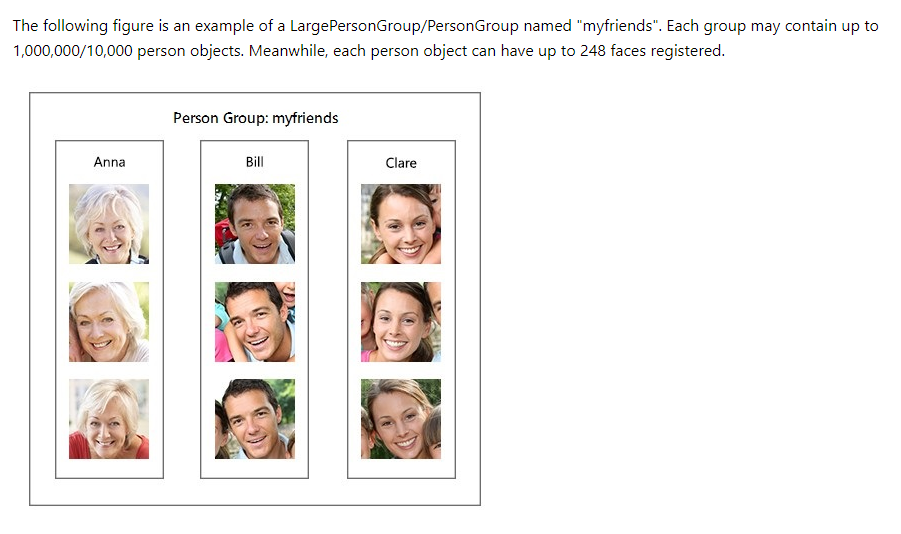 The following figure is an example of a LargePersonGroup/PersonGroup named "myfriends". Each group may contain up to
1,000,000/10,000 person objects. Meanwhile, each person object can have up to 248 faces registered.
Person Group: myfriends
Anna
Bill
Clare